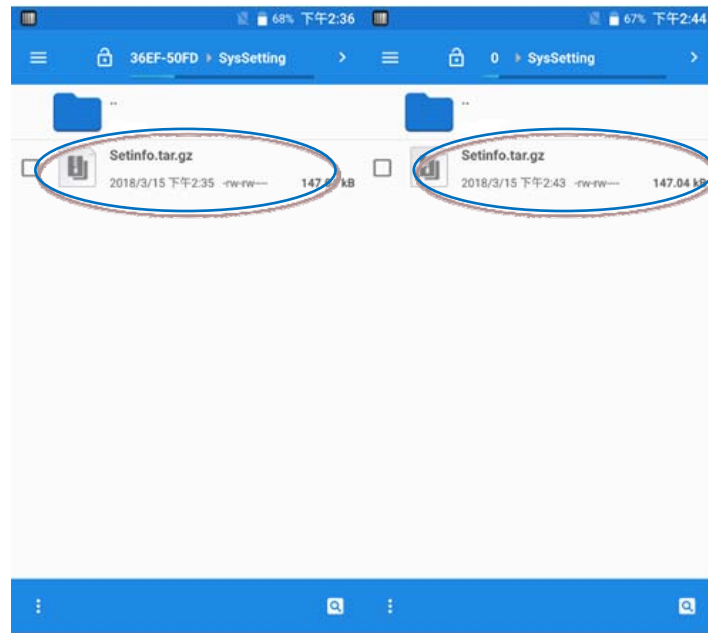 68% 下午2:36
36EF-50FD SysSetting
..
Setinfo.tar.gz
2018/3/15 下午2:35 -rw-rw---- kB
67% 下午2:44
0 SysSetting
..
Setinfo.tar.gz
2018/3/15 下午2:43 -rw-rw---- 147.04 kB